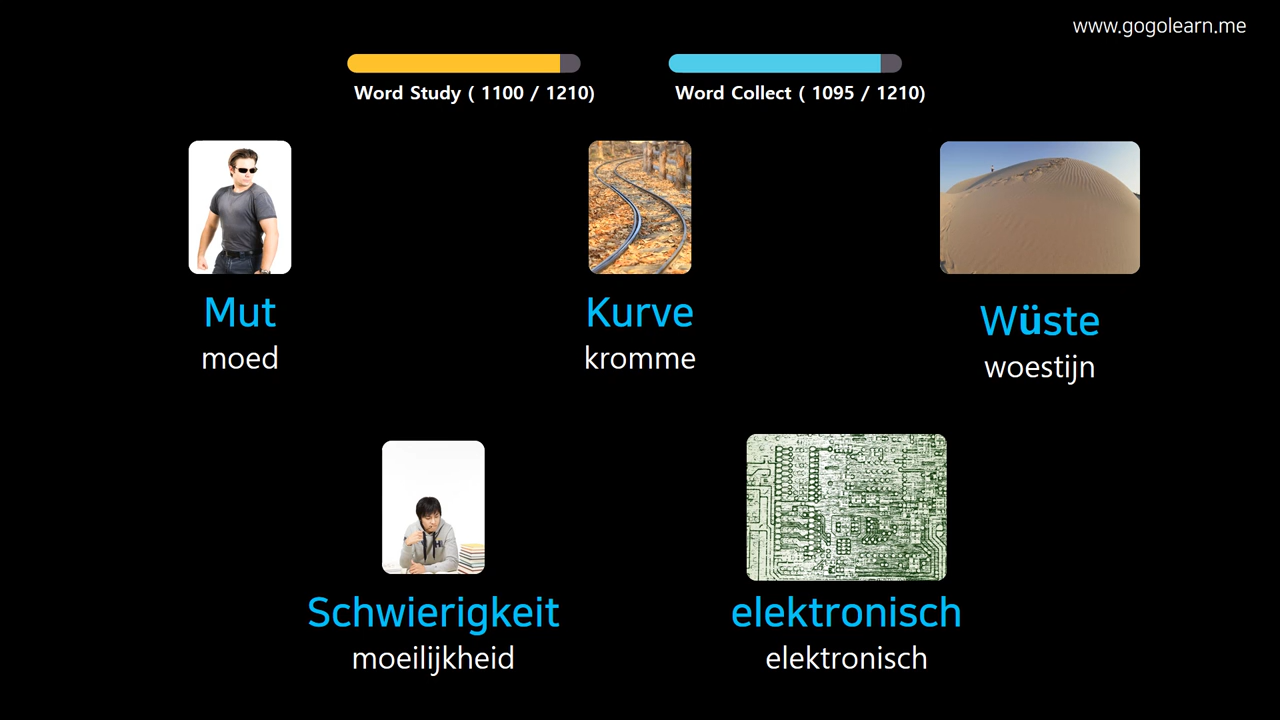 www.gogolearn.me
Word Study ( 1100 / 1210)
Word Collect ( 1095 / 1210)
Mut
moed
Kurve
kromme
Wüste
woestijn
Schwierigkeit
moeilijkheid
elektronisch
elektronisch